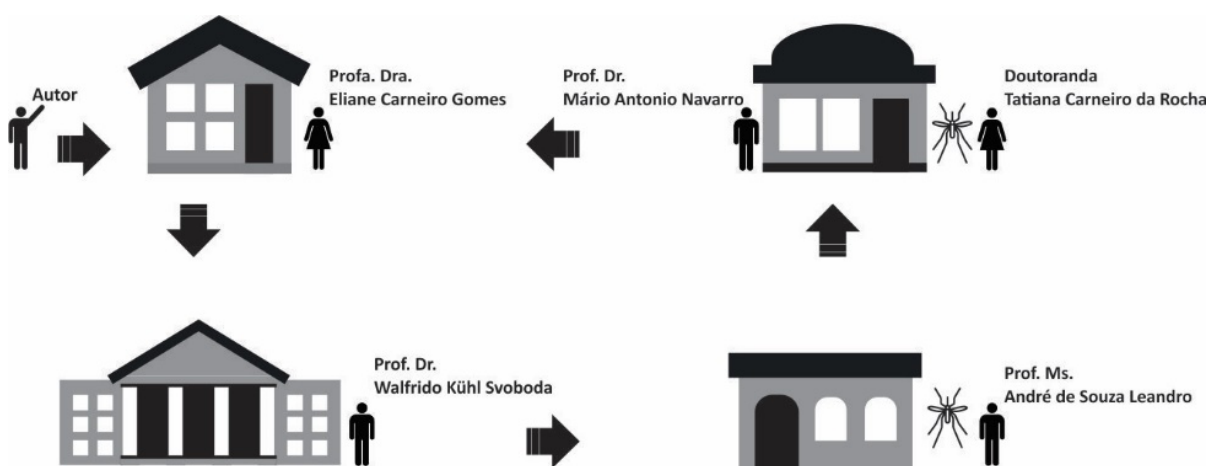 Autor
Profa. Dra.
Eliane Carneiro Gomes
Prof. Dr.
Mário Antonio Navarro
Doutoranda
Tatiana Carneiro da Rocha
Prof. Dr.
Walfrido Kühl Svoboda
Prof. Ms.
André de Souza Leandro